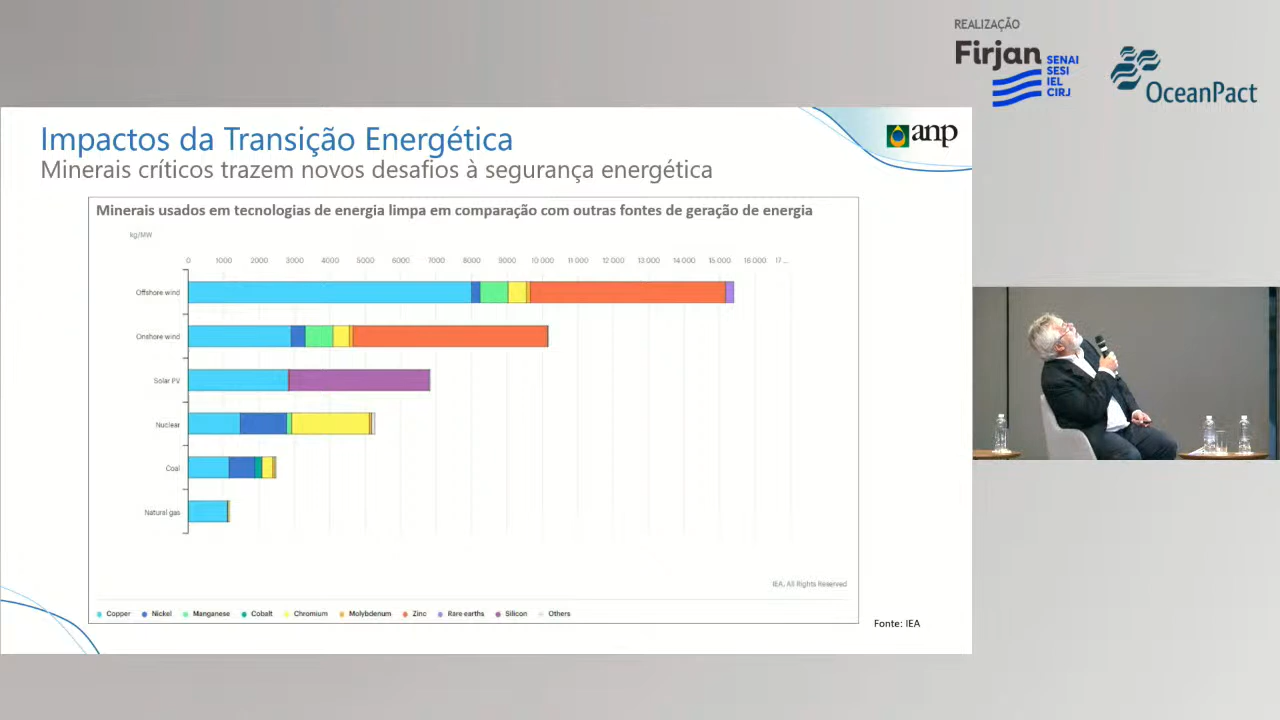 REALIZAÇÃO
Firjan SENAI
SESI
IEL
CIRJ
OceanPact
Impactos da Transição Energética
anp
Minerais críticos trazem novos desafios à segurança energética
Minerais usados em tecnologias de energia limpa em comparação com outras fontes de geração de energia
kg/MW
0 1000 2000 3000 4000 5000 6000 7000 8000 9000 10 000 11 000 12 000 13 000 14 000 15 000 16 000 17 ...
Offshore wind
Onshore wind
Solar PV
Nuclear
Coal
Natural gas
IEA. All Rights Reserved
Copper Nickel Manganese Cobalt Chromium Molybdenum Zinc Rare earths Silicon Others
Fonte: IEA